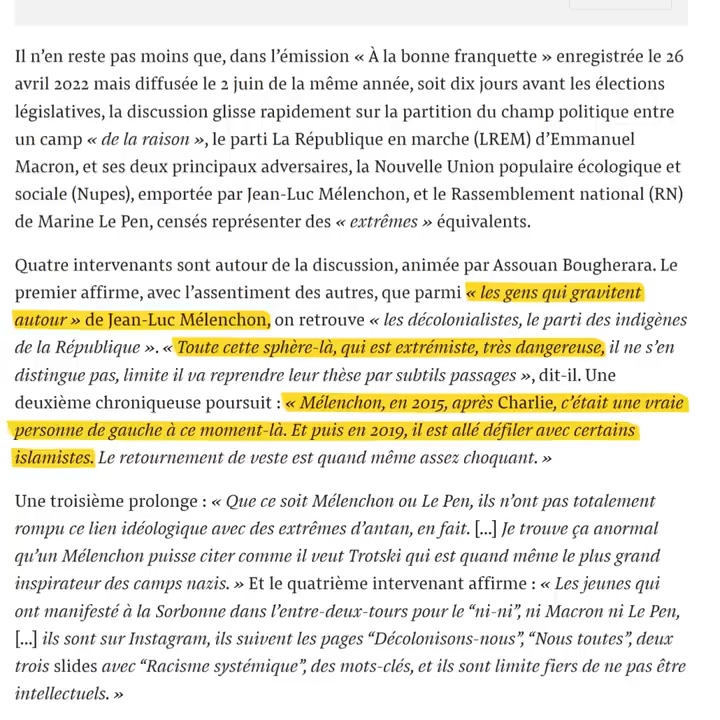 Il n’en reste pas moins que, dans l’émission « À la bonne franquette » enregistrée le 26
avril 2022 mais diffusée le 2 juin de la même année, soit dix jours avant les élections
législatives, la discussion glisse rapidement sur la partition du champ politique entre
un camp « de la raison », le parti La République en marche (LREM) d’Emmanuel
Macron, et ses deux principaux adversaires, la Nouvelle Union populaire écologique et
sociale (Nupes), emportée par Jean-Luc Mélenchon, et le Rassemblement national (RN)
de Marine Le Pen, censés représenter des « extrêmes » équivalents.
Quatre intervenants sont autour de la discussion, animée par Assouan Bougherara. Le
premier affirme, avec l’assentiment des autres, que parmi « les gens qui gravitent
autour » de Jean-Luc Mélenchon, on retrouve « les décolonialistes, le parti des indigènes
de la République ». « Toute cette sphère-là, qui est extrémiste, très dangereuse, il ne s’en
distingue pas, limite il va reprendre leur thèse par subtils passages », dit-il. Une
deuxième chroniqueuse poursuit : « Mélenchon, en 2015, après Charlie, c’était une vraie
personne de gauche à ce moment-là. Et puis en 2019, il est allé défiler avec certains
islamistes. Le retournement de veste est quand même assez choquant. »
Une troisième prolonge : « Que ce soit Mélenchon ou Le Pen, ils n’ont pas totalement
rompu ce lien idéologique avec des extrêmes d’antan, en fait. [...] Je trouve ça anormal
qu’un Mélenchon puisse citer comme il veut Trotski qui est quand même le plus grand
inspirateur des camps nazis. » Et le quatrième intervenant affirme : « Les jeunes qui
ont manifesté à la Sorbonne dans l’entre-deux-tours pour le “ni-ni”, ni Macron ni Le Pen,
[...] ils sont sur Instagram, ils suivent les pages “Décolonisons-nous”, “Nous toutes”, deux
trois slides avec “Racisme systémique”, des mots-clés, et ils sont limite fiers de ne pas être
intellectuels. »